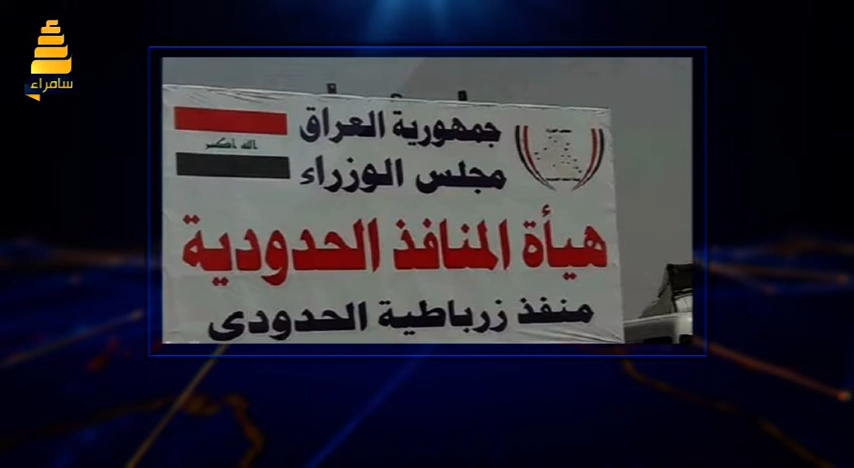 سامراء
جمهورية العراق
الله اكبر
مجلس الوزراء
هيأة المنافذ الحدودية
منفذ زرباطية الحدودي